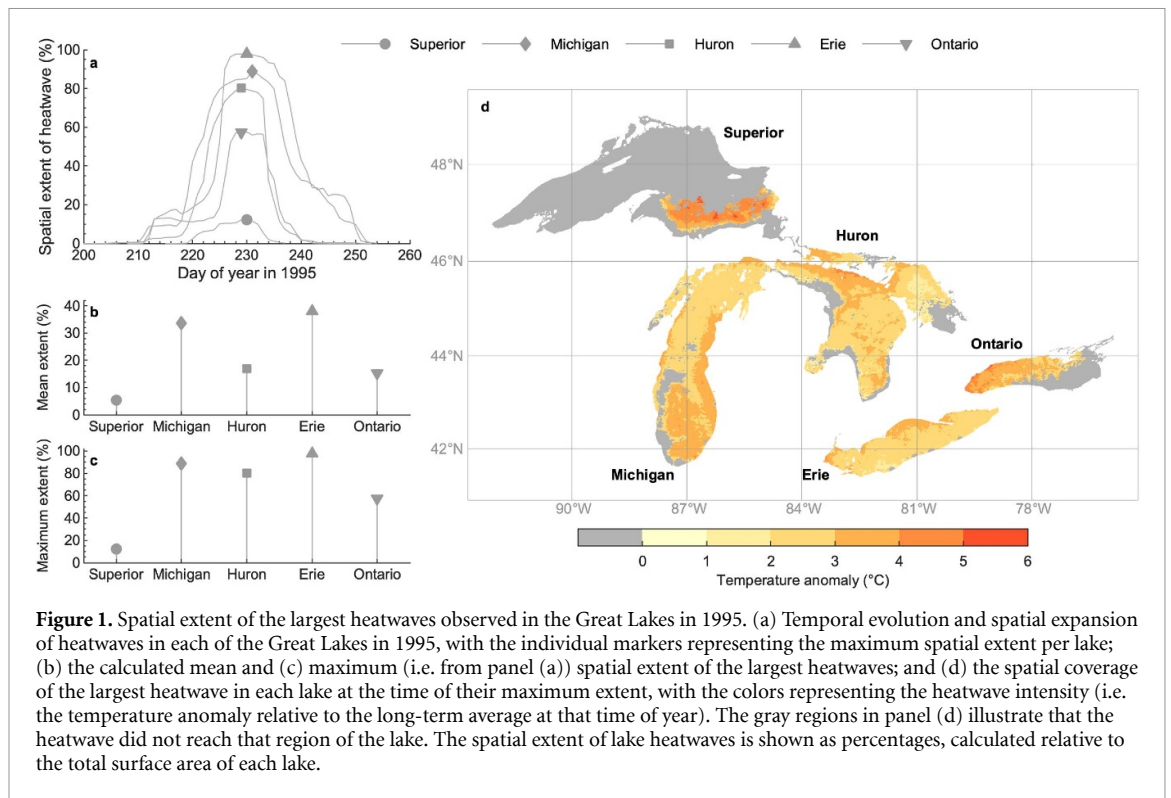 Superior Michigan Huron Erie Ontario
a
Spatial extent of heatwave (%)
100
80
60
40
20
0
200 210 220 230 240 250 260
Day of year in 1995
b
Mean extent (%)
40
30
20
10
0
Superior Michigan Huron Erie Ontario
c
Maximum extent (%)
100
80
60
40
20
0
Superior Michigan Huron Erie Ontario
d
Superior
48°N
Huron
46°N
Ontario
44°N
42°N
Michigan Erie
90°W 87°W 84°W 81°W 78°W
0 1 2 3 4 5 6
Temperature anomaly (°C)
Figure 1. Spatial extent of the largest heatwaves observed in the Great Lakes in 1995. (a) Temporal evolution and spatial expansion
of heatwaves in each of the Great Lakes in 1995, with the individual markers representing the maximum spatial extent per lake;
(b) the calculated mean and (c) maximum (i.e. from panel (a)) spatial extent of the largest heatwaves; and (d) the spatial coverage
of the largest heatwave in each lake at the time of their maximum extent, with the colors representing the heatwave intensity (i.e.
the temperature anomaly relative to the long-term average at that time of year). The gray regions in panel (d) illustrate that the
heatwave did not reach that region of the lake. The spatial extent of lake heatwaves is shown as percentages, calculated relative to
the total surface area of each lake.